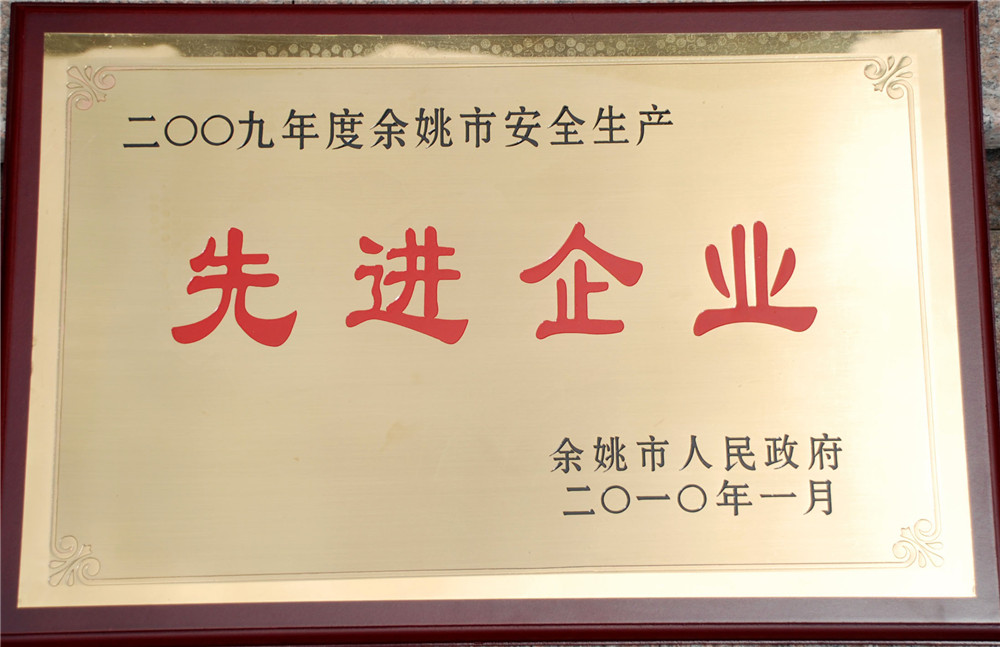 二〇〇九年度余姚市安全生产
先进企业
余姚市人民政府
二〇一〇年一月